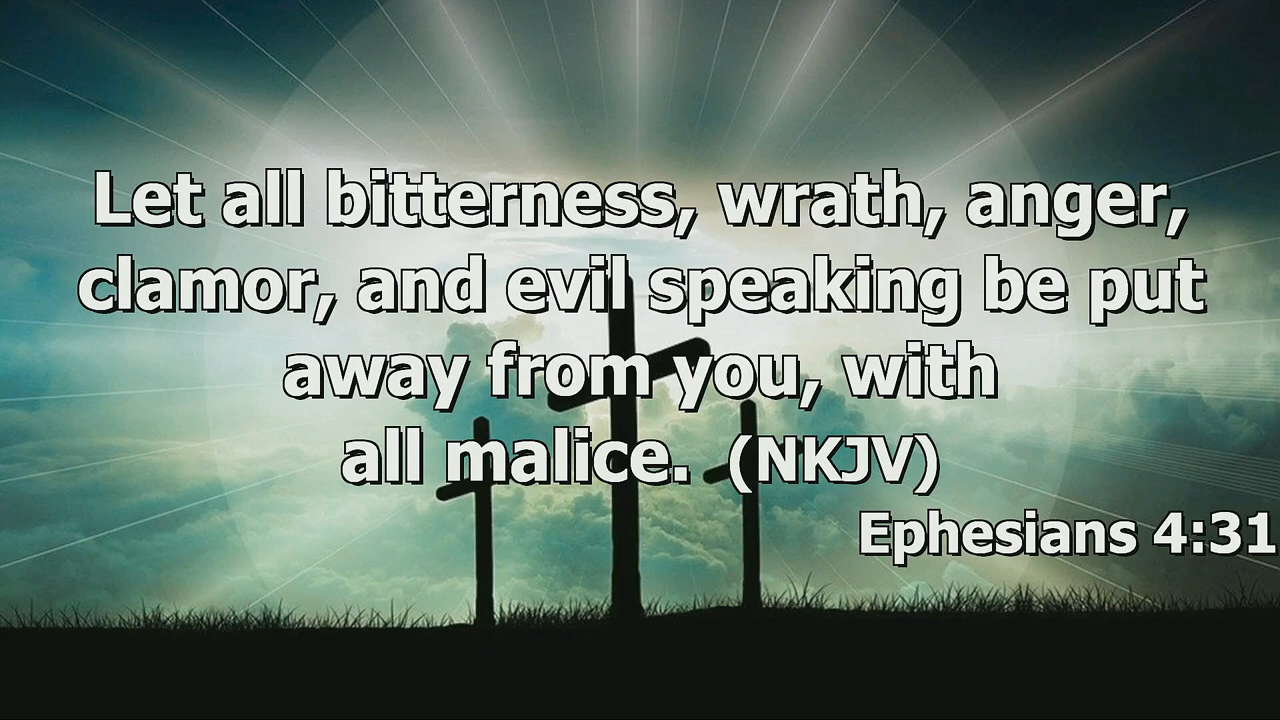 Let all bitterness, wrath, anger,
clamor, and evil speaking be put
away from you, with
all malice. (NKJV)
Ephesians 4:31